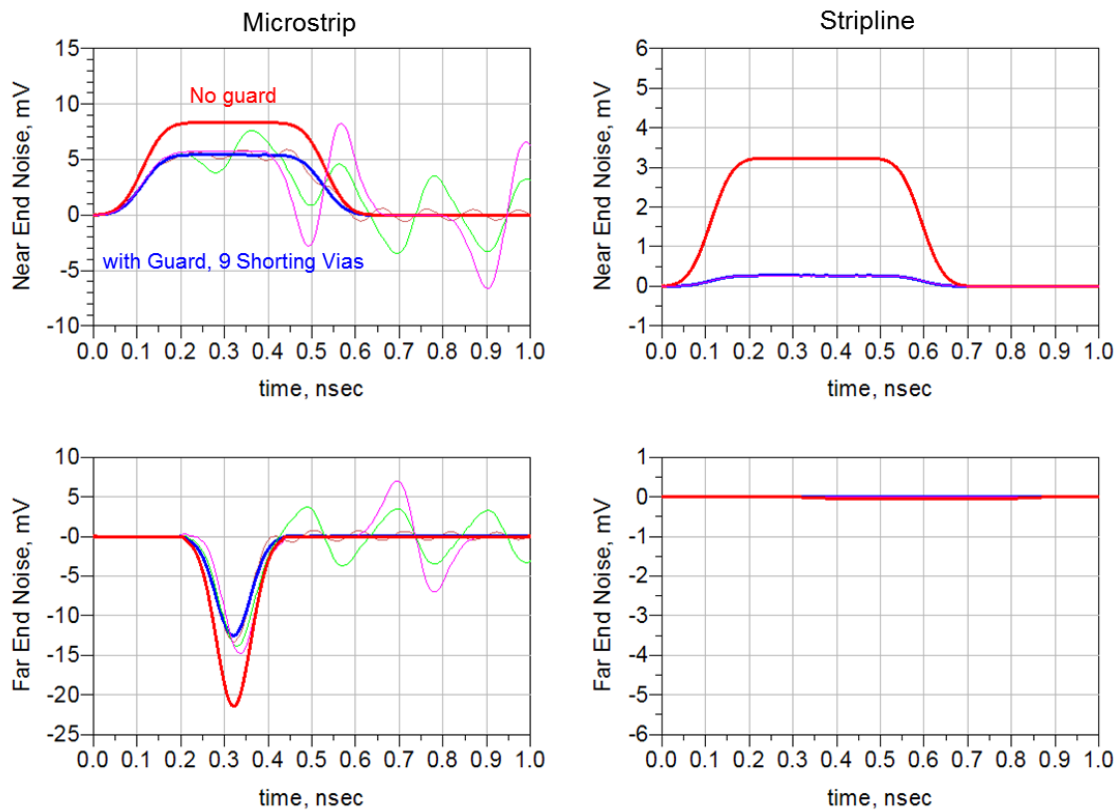 Microstrip
Stripline
Near End Noise, mV
15
10
5
0
-5
-10
No guard
with Guard, 9 Shorting Vias
0.0 0.1 0.2 0.3 0.4 0.5 0.6 0.7 0.8 0.9 1.0
time, nsec
Near End Noise, mV
6
5
4
3
2
1
0
-1
0.0 0.1 0.2 0.3 0.4 0.5 0.6 0.7 0.8 0.9 1.0
time, nsec
Far End Noise, mV
10
5
-0
-5
-10
-15
-20
-25
0.0 0.1 0.2 0.3 0.4 0.5 0.6 0.7 0.8 0.9 1.0
time, nsec
Far End Noise, mV
1
0
-1
-2
-3
-4
-5
-6
0.0 0.1 0.2 0.3 0.4 0.5 0.6 0.7 0.8 0.9 1.0
time, nsec